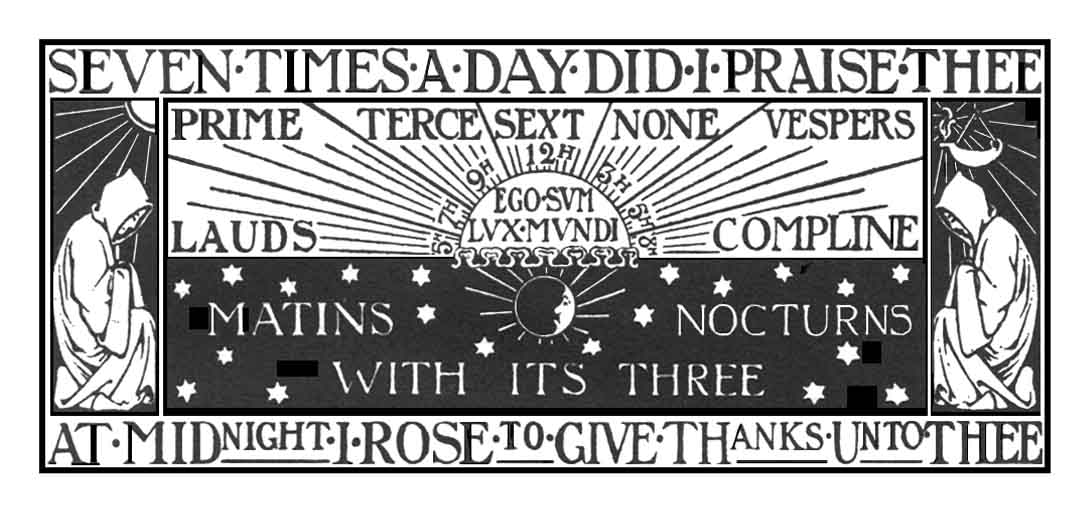 SEVEN·TIMES·A·DAY·DID·I·PRAISE·THEE
PRIME TERCE SEXT NONE VESPERS
5H 7H 9H 12H 3H 5H 8H
EGO·SVM
LVX·MVNDI
LAUDS COMPLINE
MATINS NOCTURNS
WITH ITS THREE
AT·MIDNIGHT·I·ROSE·TO·GIVE·THANKS·UNTO·THEE